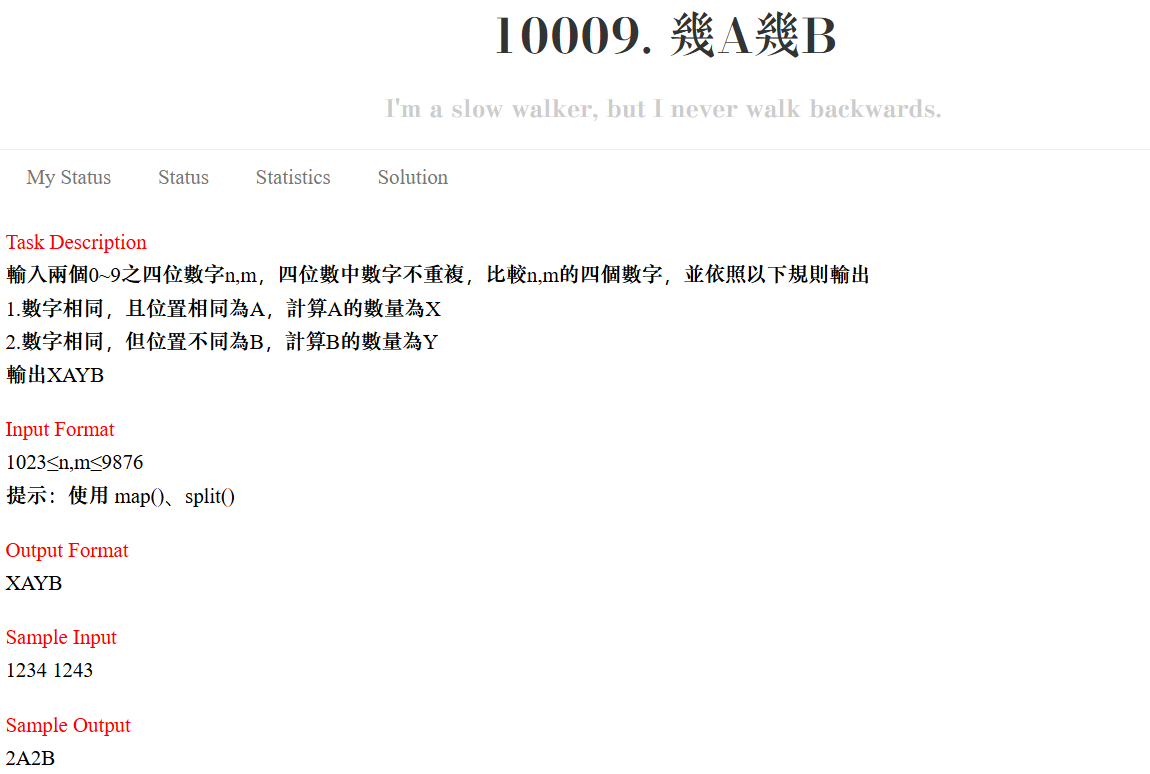 10009. 幾A幾B
I'm a slow walker, but I never walk backwards.
My Status Status Statistics Solution
Task Description
輸入兩個0~9之四位數字n,m，四位數中數字不重複，比較n,m的四個數字，並依照以下規則輸出
1.數字相同，且位置相同為A，計算A的數量為X
2.數字相同，但位置不同為B，計算B的數量為Y
輸出XAYB
Input Format
1023≤n,m≤9876
提示：使用 map()、split()
Output Format
XAYB
Sample Input
1234 1243
Sample Output
2A2B